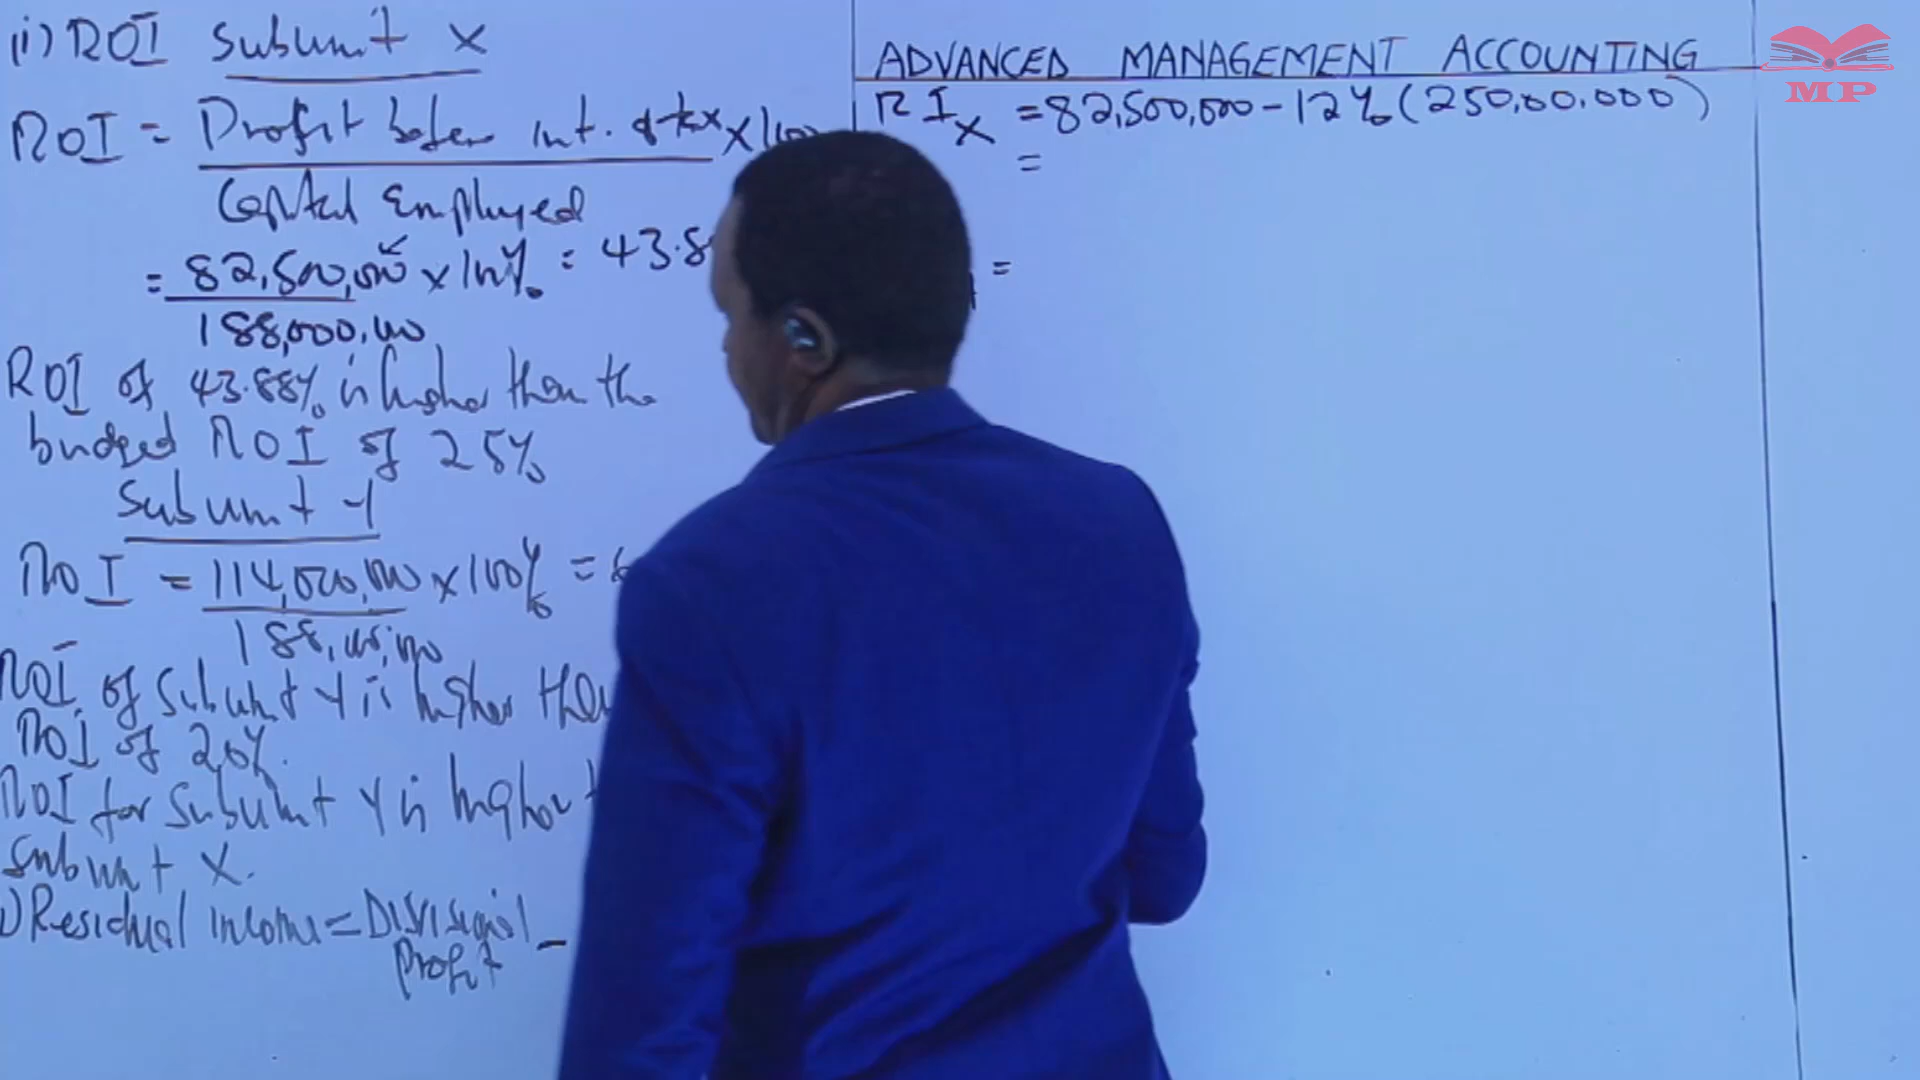 (ii) ROI Subunit X
ROI = Profit before int. & tax x 100
Capital Employed
= 82,500,000 x 100% = 43.8
188,000,000
ROI of 43.88% is higher than the
budged ROI of 25%
Subunit Y
ROI = 114,000,000 x 100% =
188,000,000
ROI of Subunit Y is higher than
ROI of 20%.
ROI for Subunit Y is higher
Subunit X.
) Residual income = Divisional -
Profit
ADVANCED MANAGEMENT ACCOUNTING
RI X = 82,500,000 - 12% (250,00,000)
=
=
MP